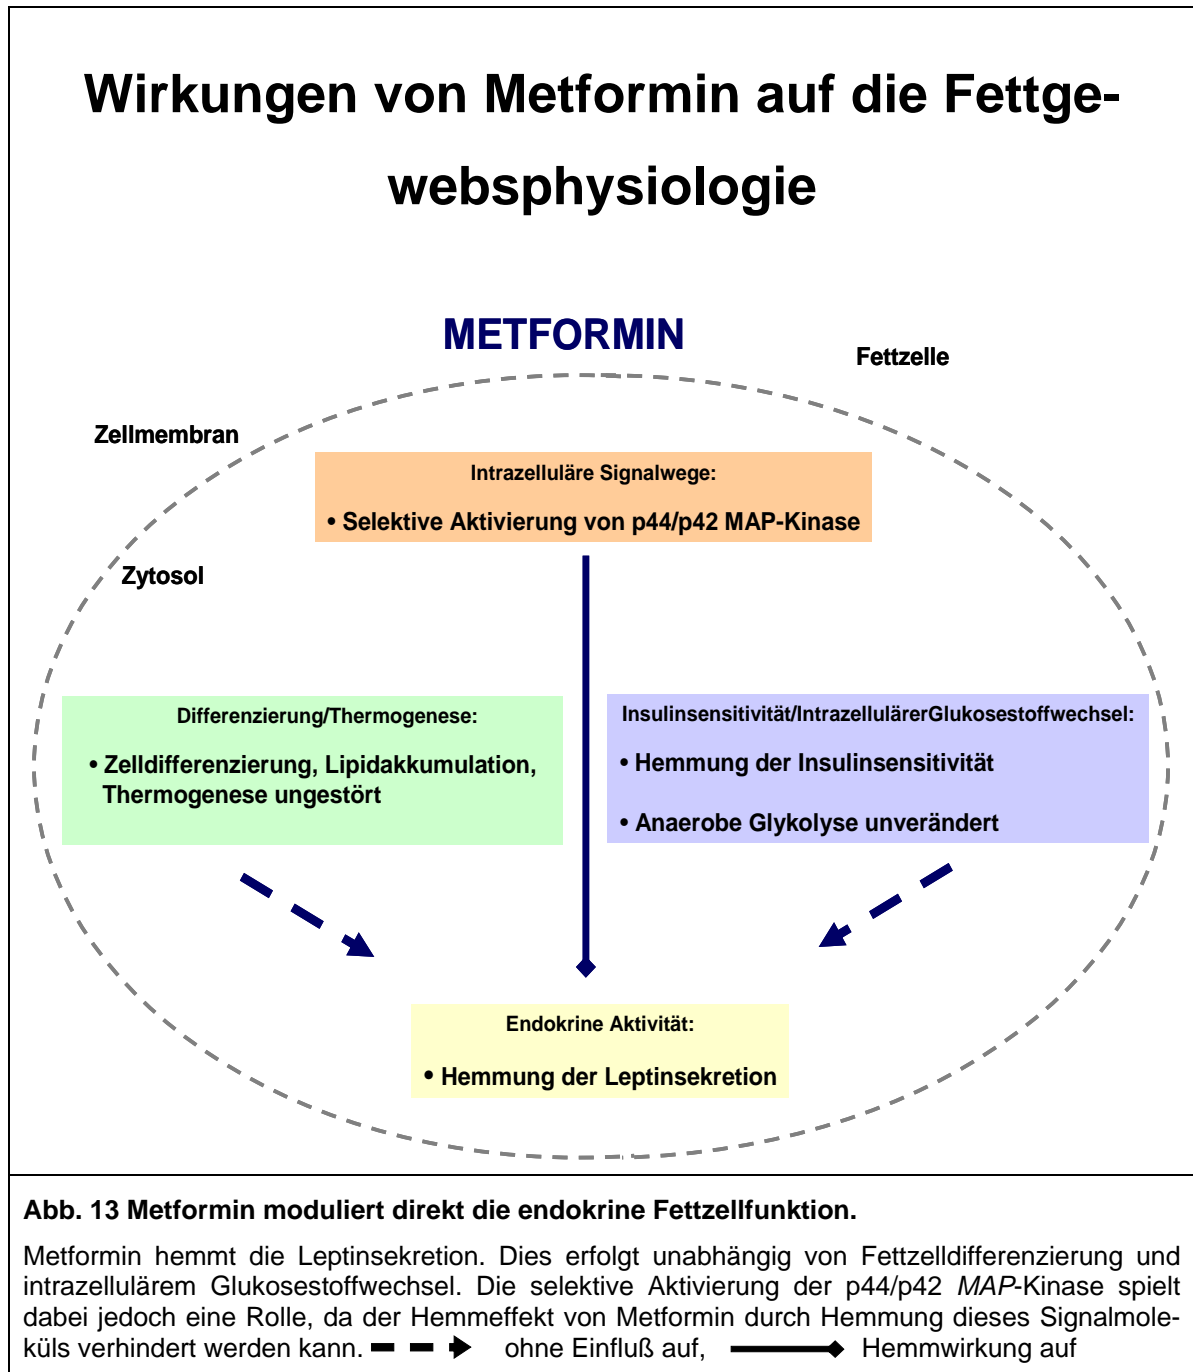 Wirkungen von Metformin auf die Fettge-
websphysiologie
METFORMIN
Fettzelle
Zellmembran
Intrazelluläre Signalwege:
• Selektive Aktivierung von p44/p42 MAP-Kinase
Zytosol
Differenzierung/Thermogenese:
• Zelldifferenzierung, Lipidakkumulation,
Thermogenese ungestört
Insulinsensitivität/IntrazellulärerGlukosestoffwechsel:
• Hemmung der Insulinsensitivität
• Anaerobe Glykolyse unverändert
Endokrine Aktivität:
• Hemmung der Leptinsekretion
Abb. 13 Metformin moduliert direkt die endokrine Fettzellfunktion.
Metformin hemmt die Leptinsekretion. Dies erfolgt unabhängig von Fettzelldifferenzierung und
intrazellulärem Glukosestoffwechsel. Die selektive Aktivierung der p44/p42 MAP-Kinase spielt
dabei jedoch eine Rolle, da der Hemmeffekt von Metformin durch Hemmung dieses Signalmole-
küls verhindert werden kann. ohne Einfluß auf, Hemmwirkung auf